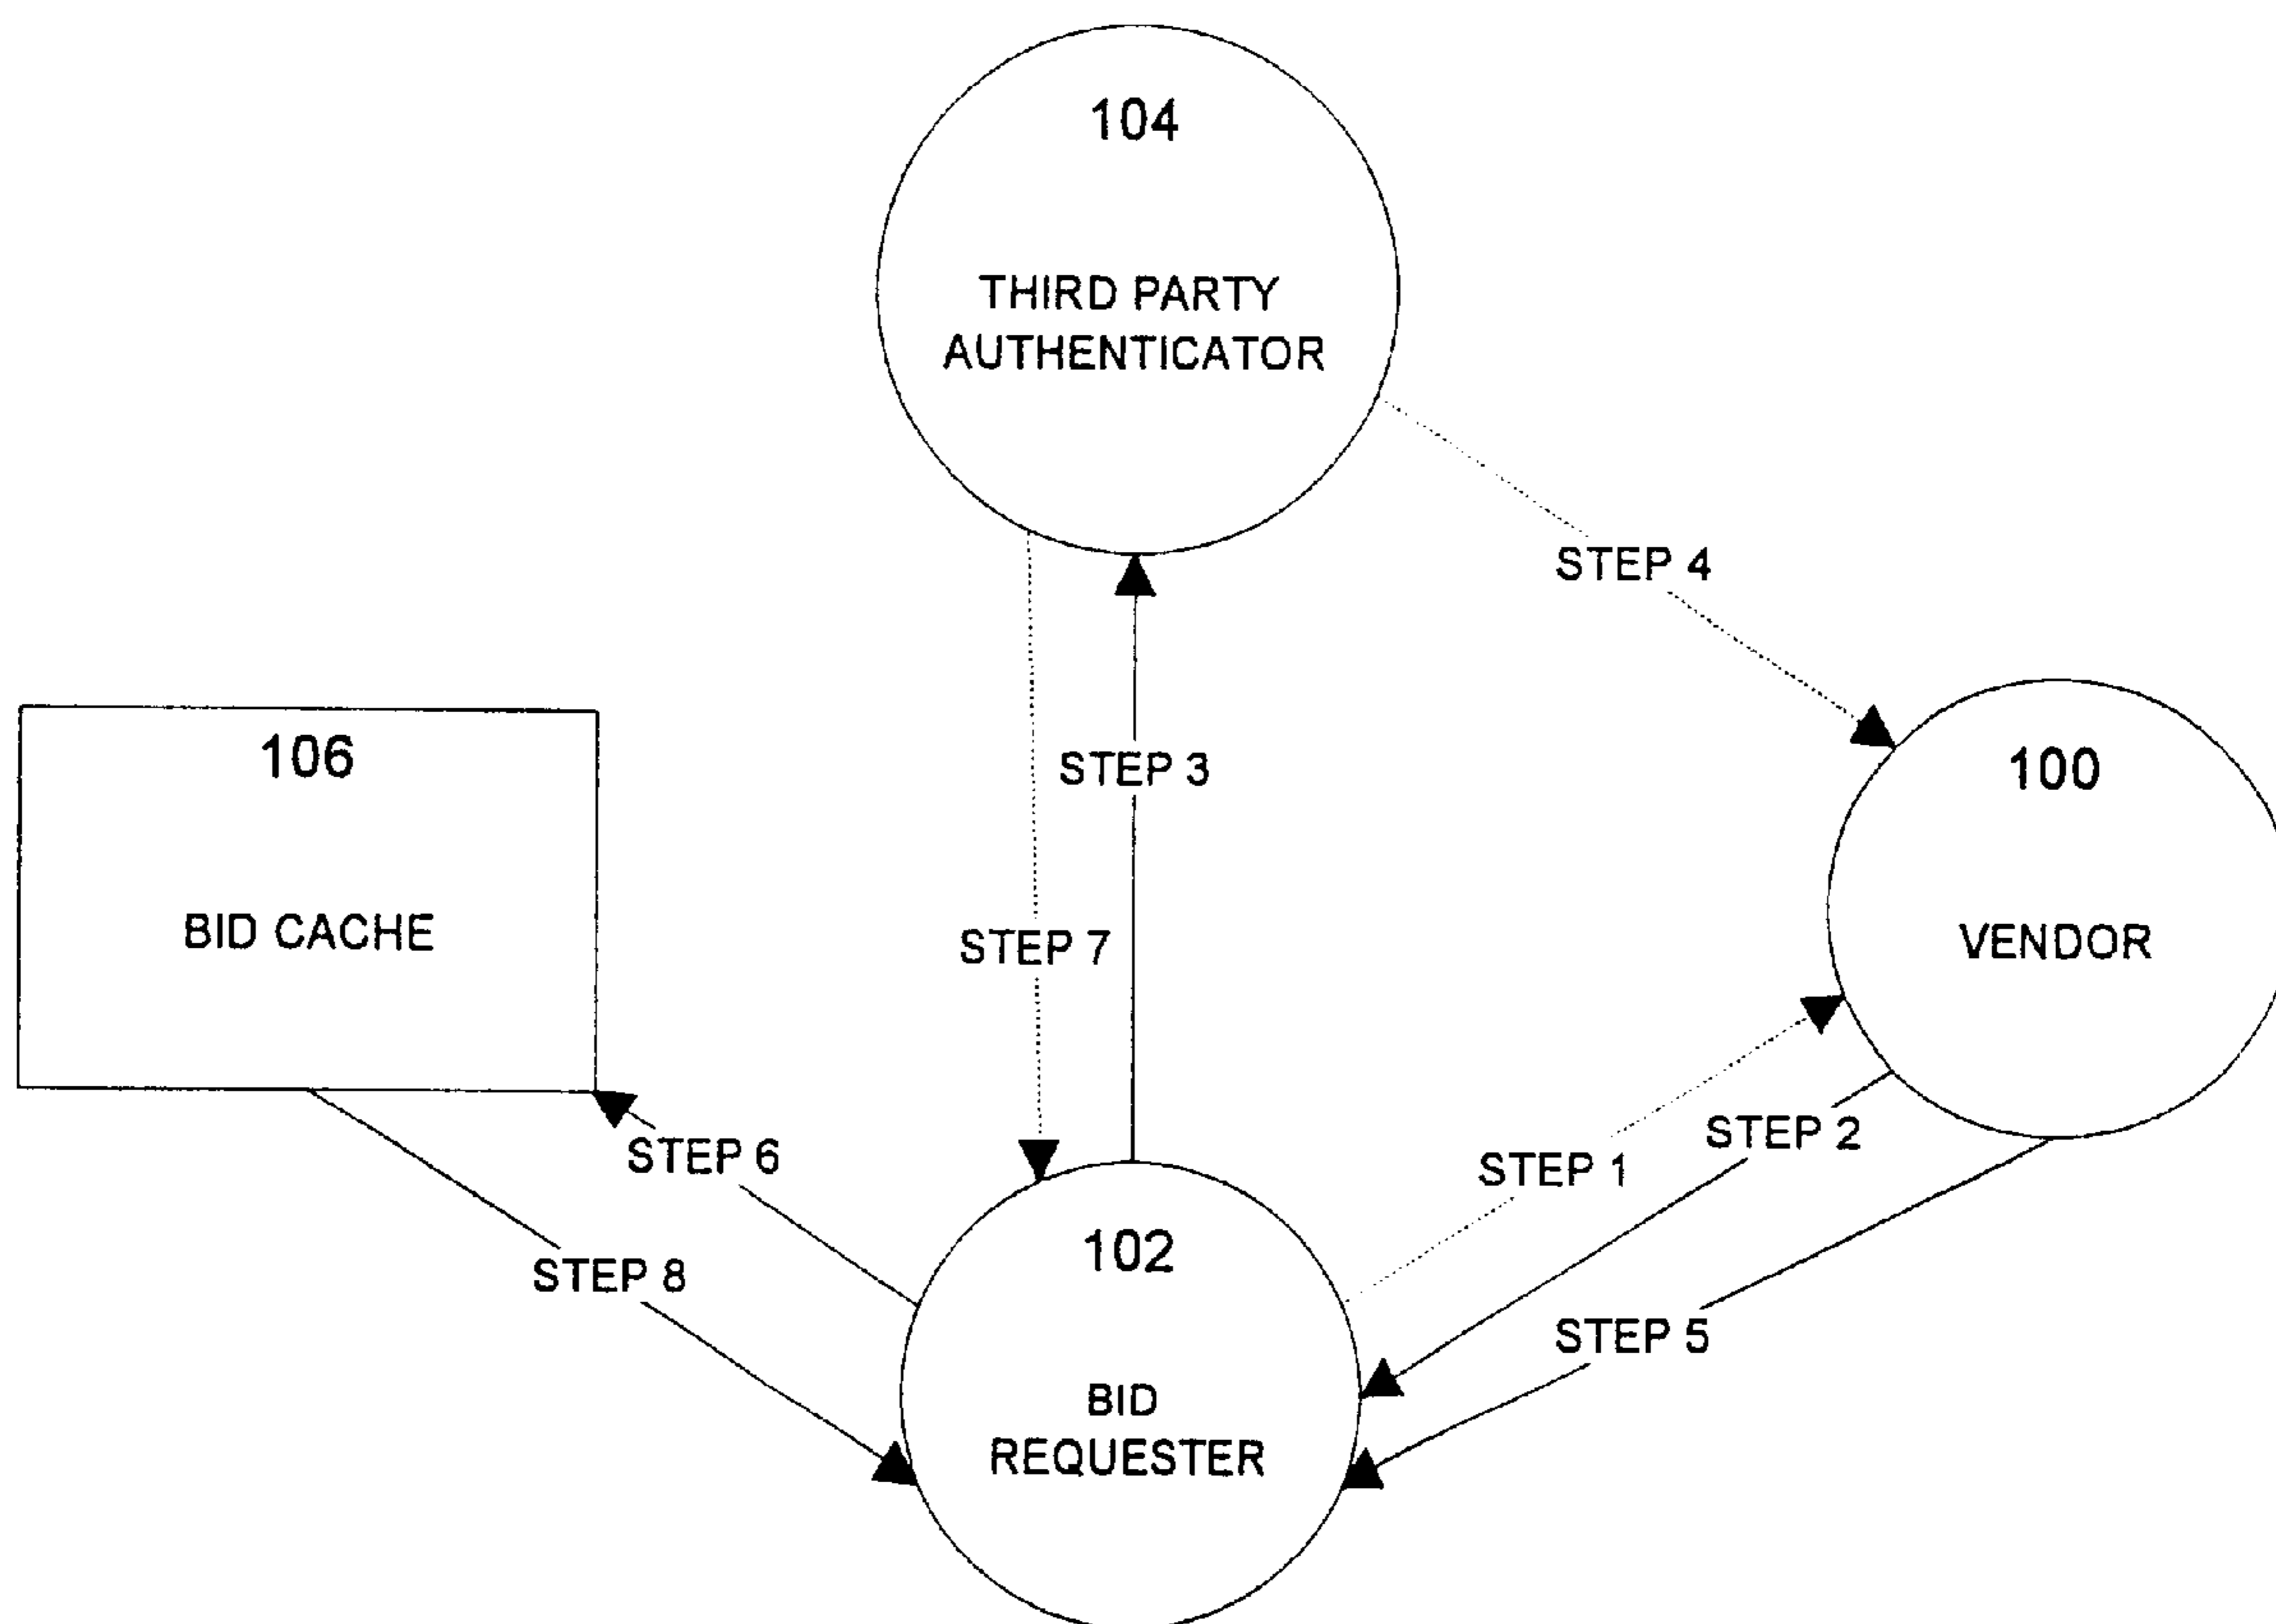 104
THIRD PARTY
AUTHENTICATOR
STEP 4
106
BID CACHE
STEP 3
100
VENDOR
STEP 7
STEP 6
STEP 1
STEP 2
STEP 8
102
BID
REQUESTER
STEP 5